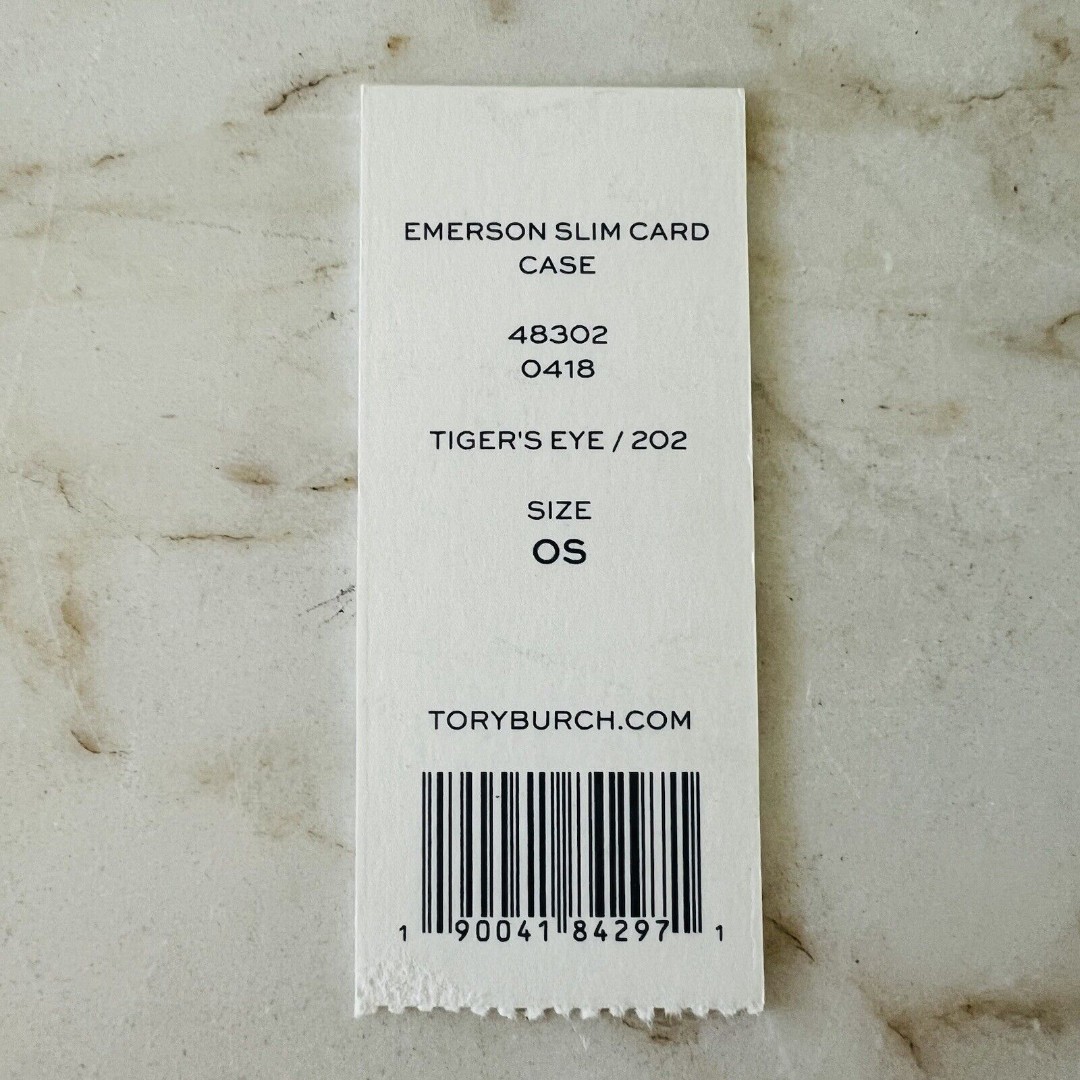 EMERSON SLIM CARD
CASE
48302
0418
TIGER'S EYE / 202
SIZE
OS
TORYBURCH.COM
1 90041 84297 1